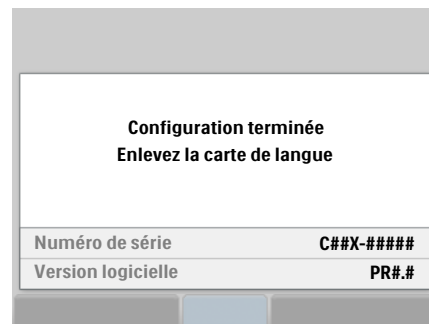 Configuration terminée
Enlevez la carte de langue
Numéro de série C##X-#####
Version logicielle PR#.#